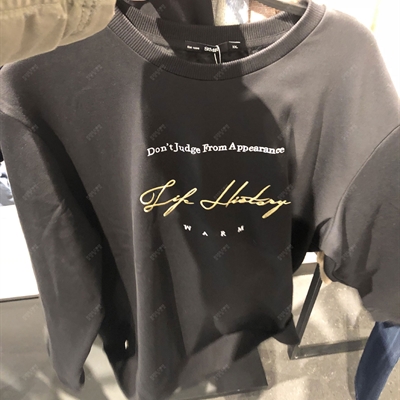 Don't Judge From Appearance
Life History
WARM